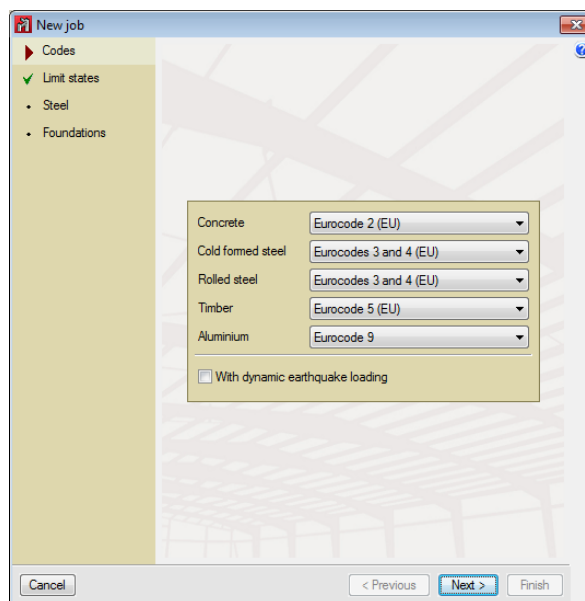 New job
Codes
Limit states
Steel
Foundations
Concrete Eurocode 2 (EU)
Cold formed steel Eurocodes 3 and 4 (EU)
Rolled steel Eurocodes 3 and 4 (EU)
Timber Eurocode 5 (EU)
Aluminium Eurocode 9
With dynamic earthquake loading
Cancel < Previous Next > Finish